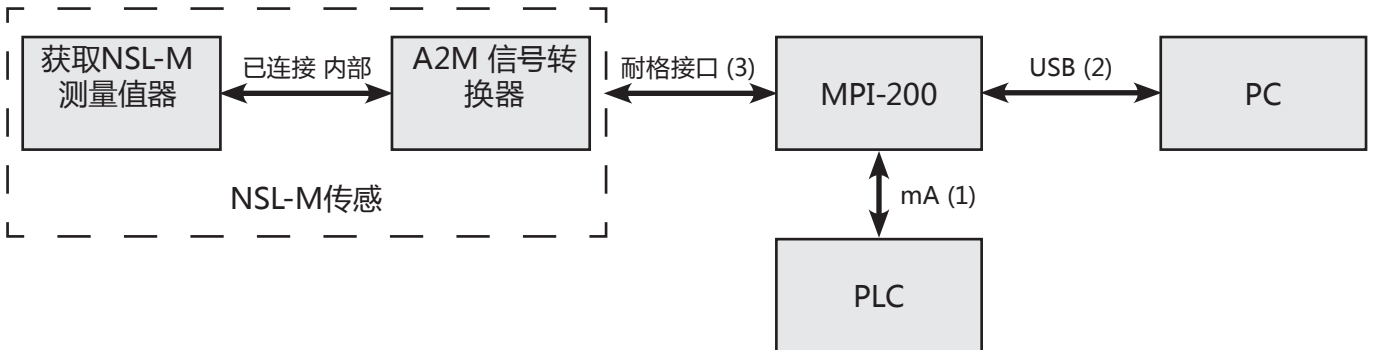 获取NSL-M
测量值器
已连接 内部
A2M 信号转
换器
耐格接口 (3)
MPI-200
USB (2)
PC
NSL-M传感
mA (1)
PLC